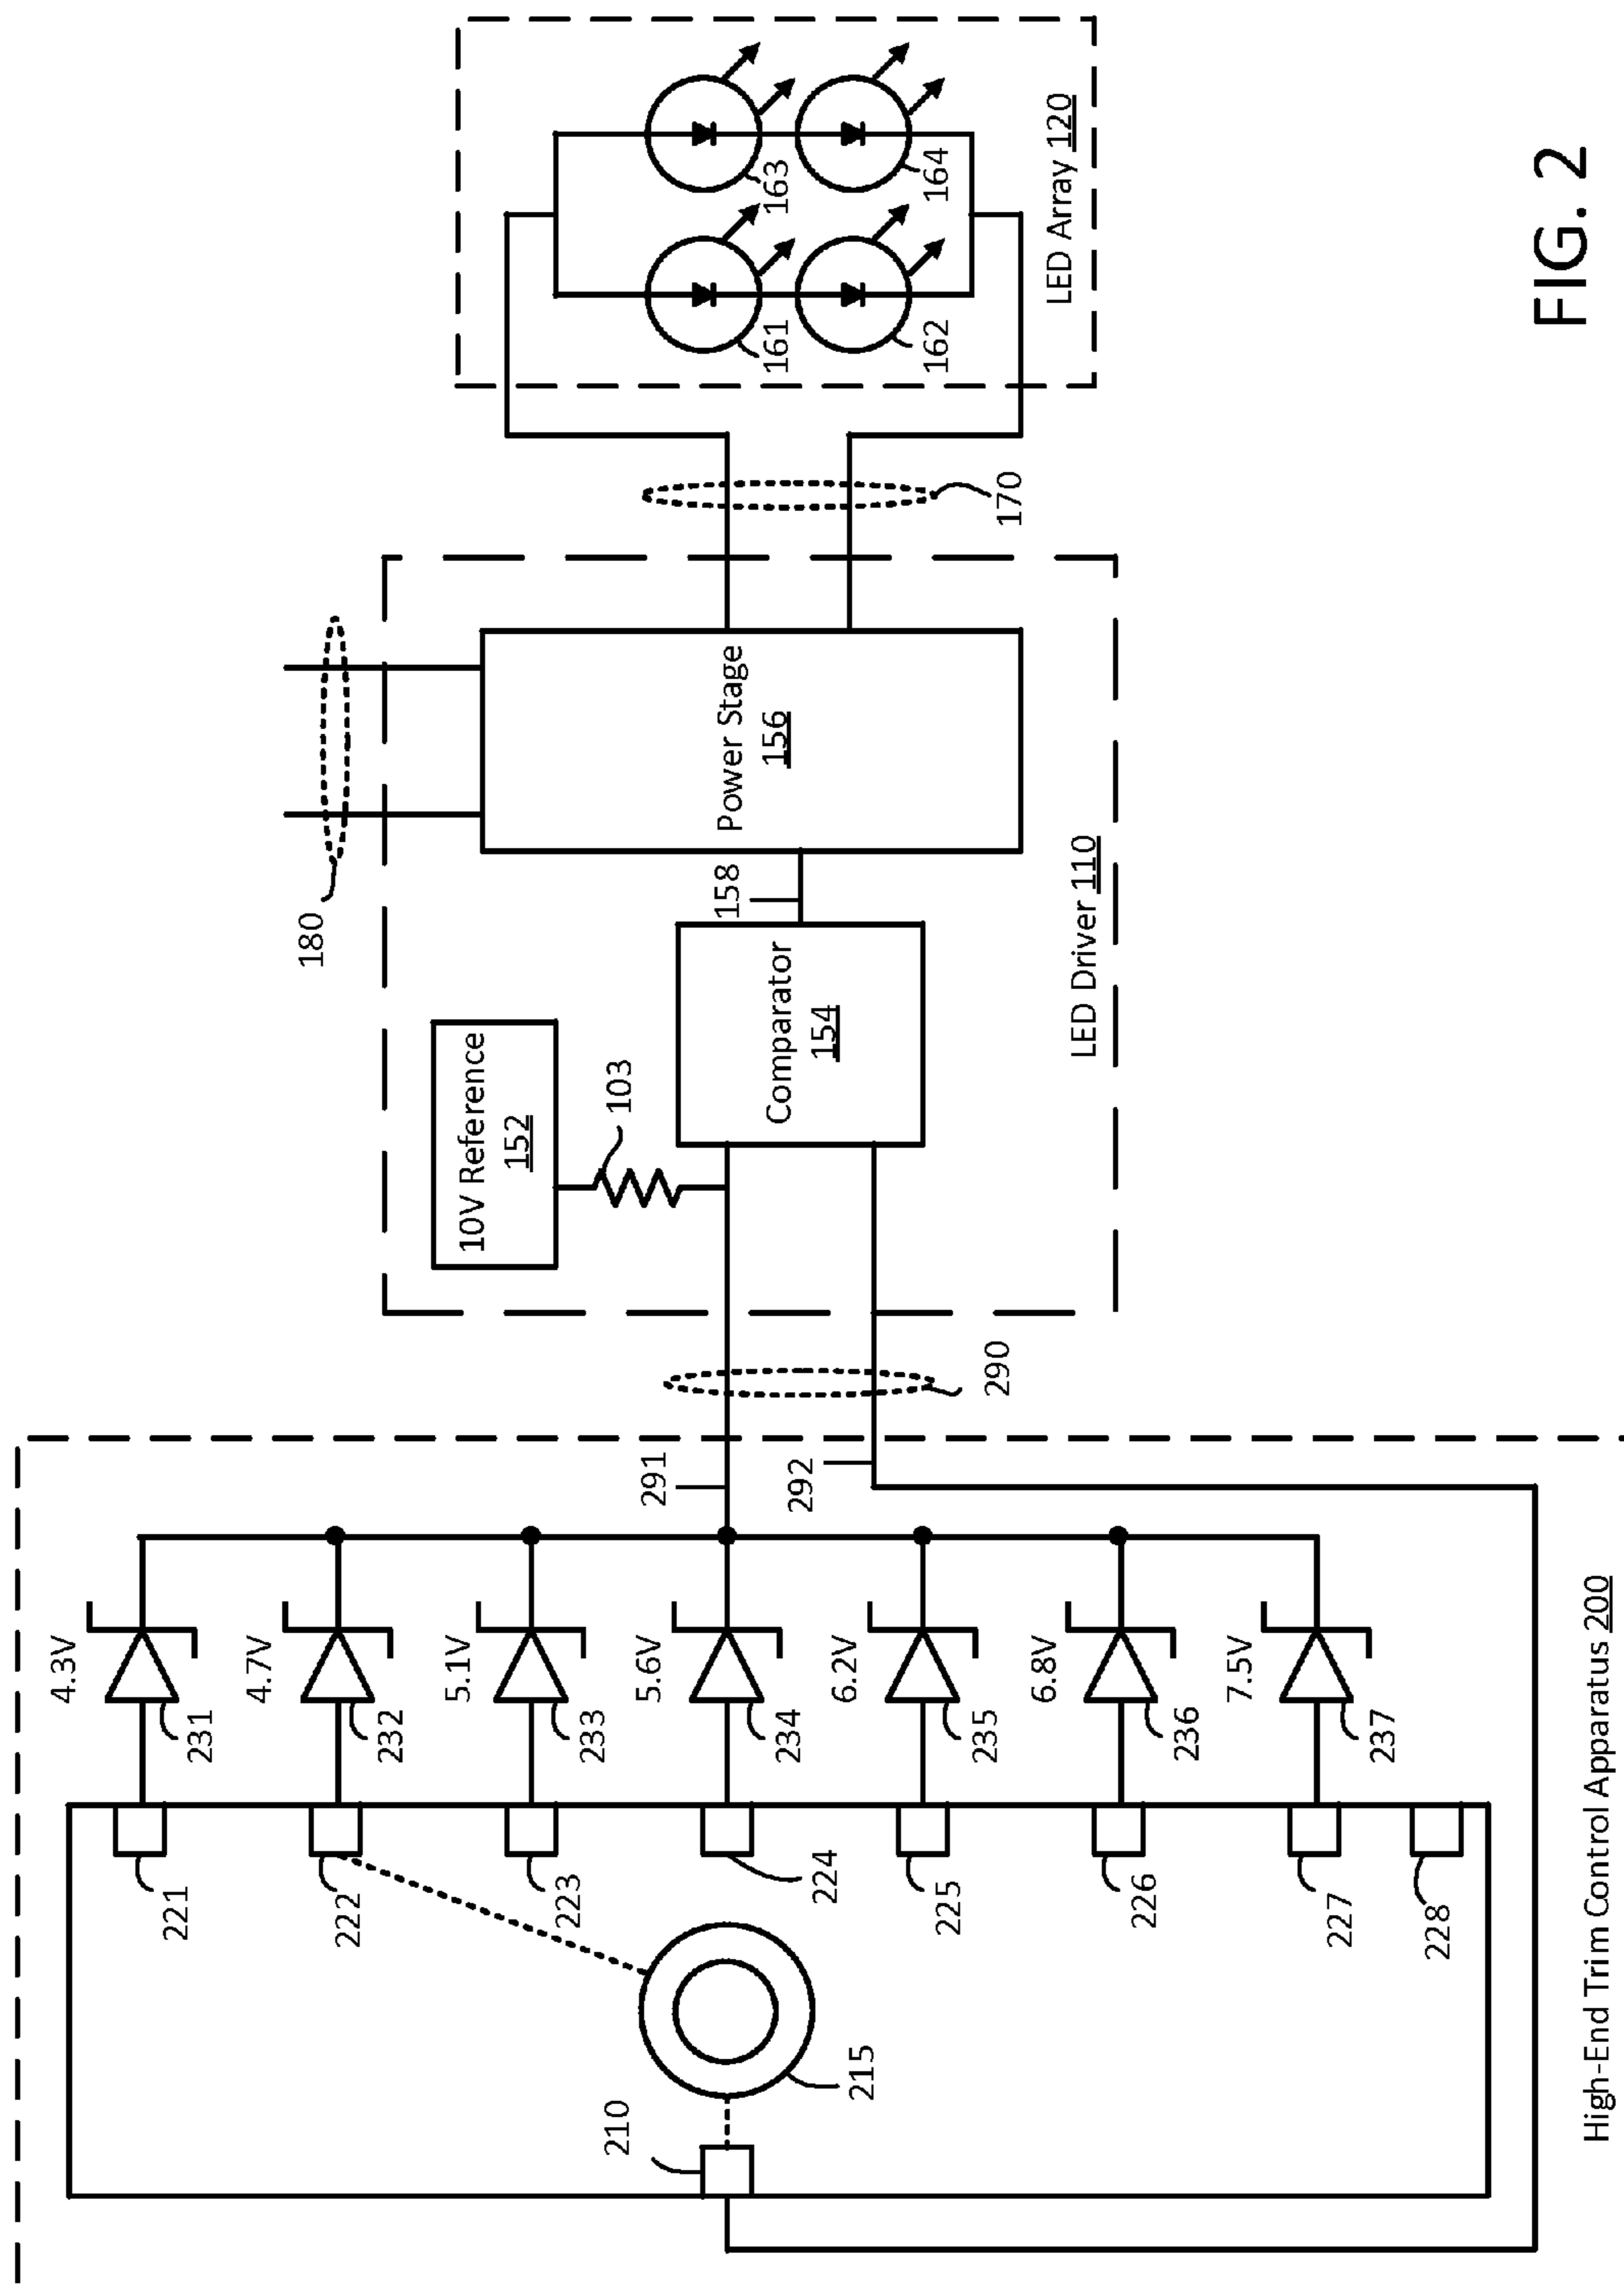 4.3V
4.7V
5.1V
5.6V
6.2V
6.8V
7.5V
231
232
233
234
235
236
237
221
222
223
224
225
226
227
228
210
215
291
292
290
High-End Trim Control Apparatus 200
10V Reference
152
103
Comparator
154
158
Power Stage
156
180
LED Driver 110
170
161
162
163
164
LED Array 120
FIG. 2